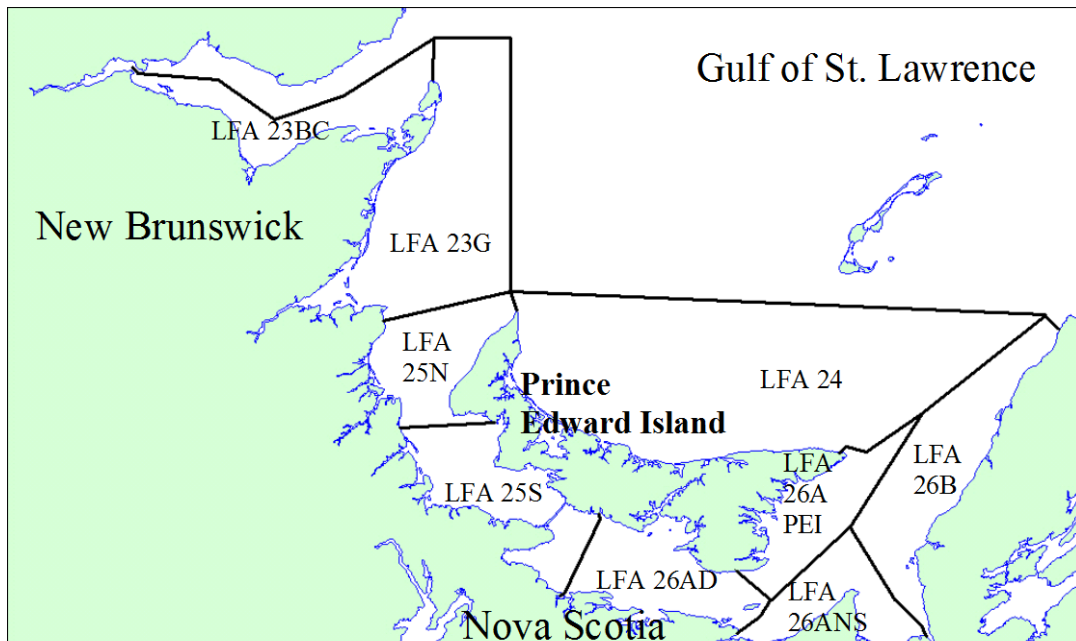 Gulf of St. Lawrence
LFA 23BC
New Brunswick
LFA 23G
LFA
25N
LFA 24
Prince
Edward Island
LFA
26B
LFA
26A
PEI
LFA 25S
LFA 26AD
LFA
26ANS
Nova Scotia